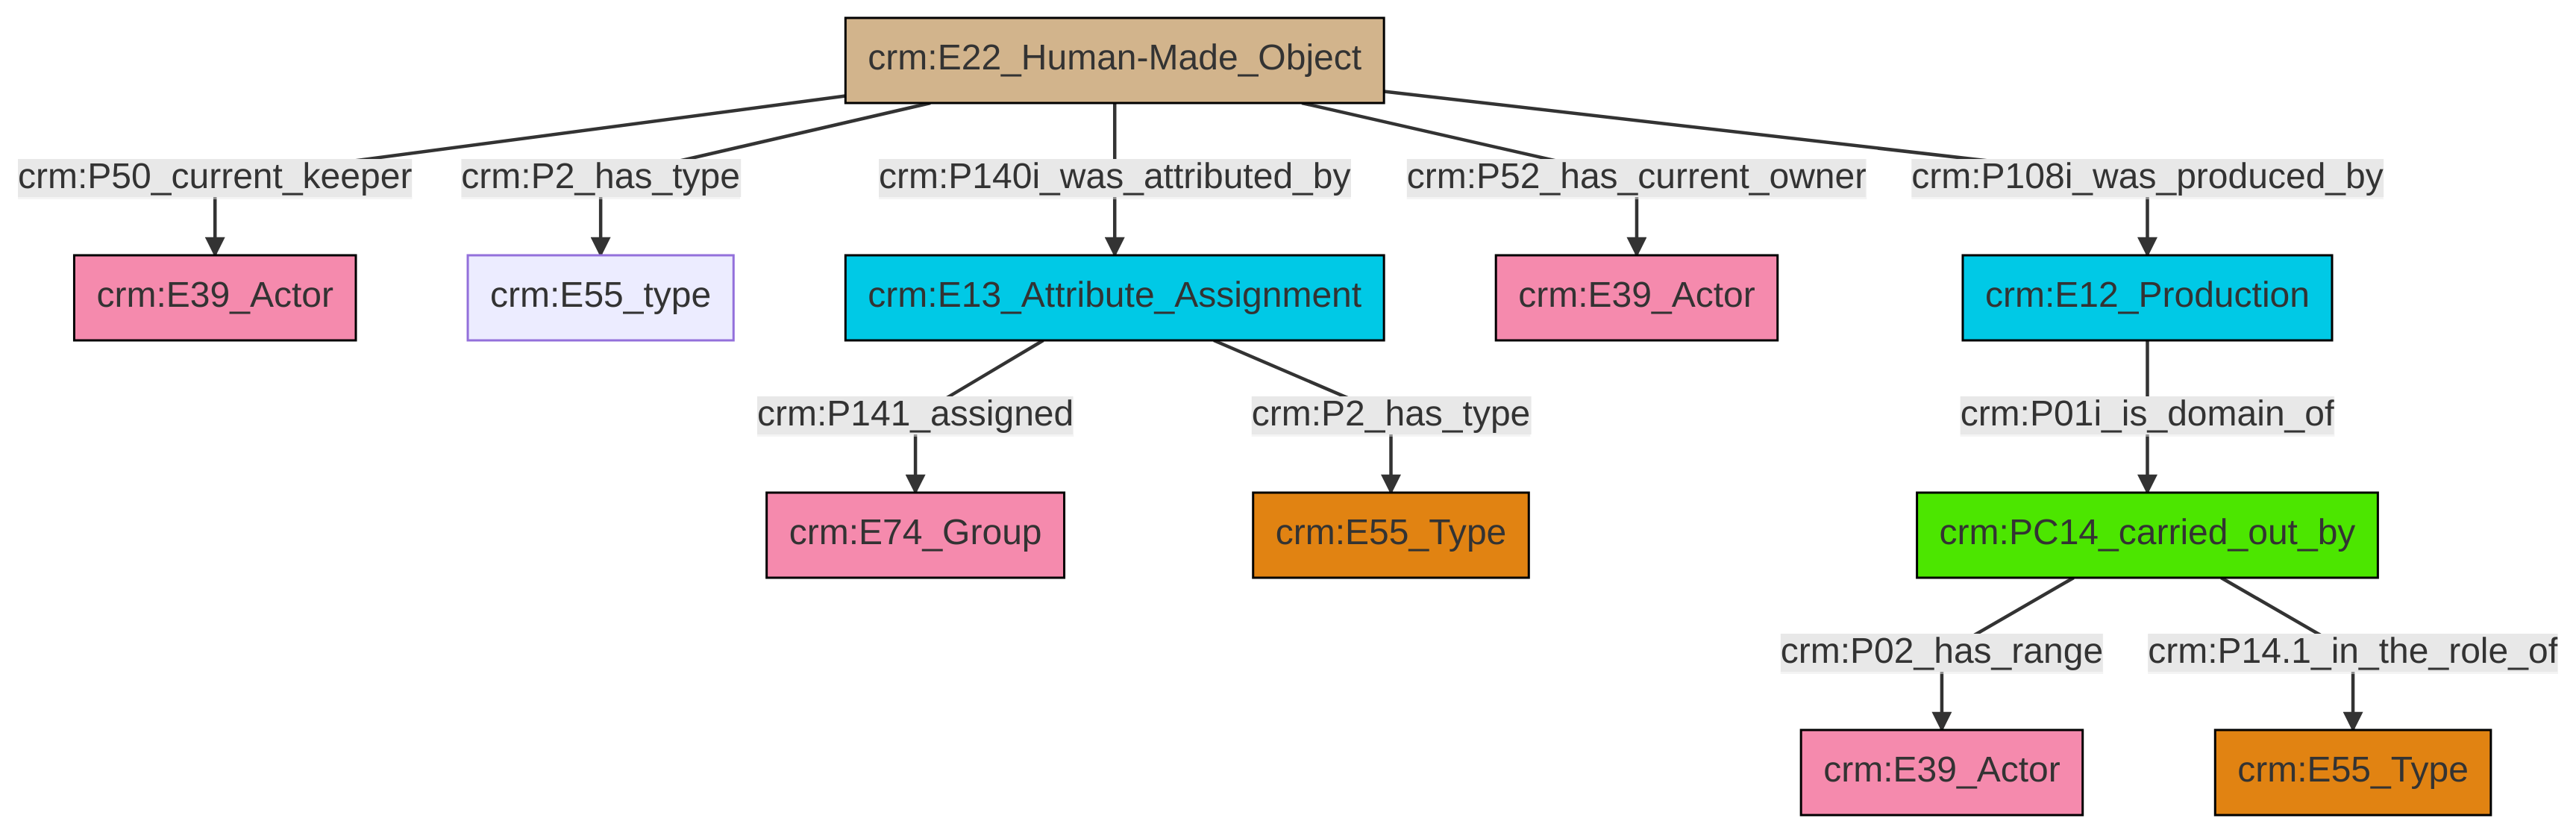 crm:E22_Human-Made_Object
crm:P50_current_keeper
crm:P2_has_type
crm:P140i_was_attributed_by
crm:P52_has_current_owner
crm:P108i_was_produced_by
crm:E39_Actor
crm:E55_type
crm:E13_Attribute_Assignment
crm:E39_Actor
crm:E12_Production
crm:P141_assigned
crm:P2_has_type
crm:P01i_is_domain_of
crm:E74_Group
crm:E55_Type
crm:PC14_carried_out_by
crm:P02_has_range
crm:P14.1_in_the_role_of
crm:E39_Actor
crm:E55_Type